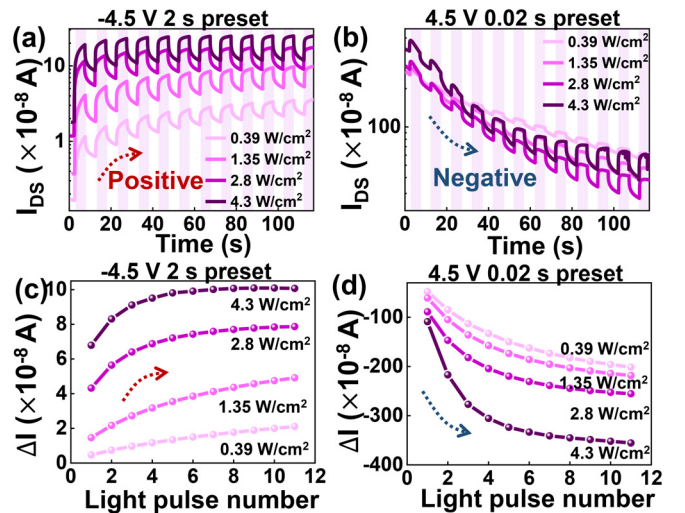 (a)
-4.5 V 2 s preset
I_DS (×10⁻⁸ A)
10
1
0.39 W/cm²
1.35 W/cm²
2.8 W/cm²
4.3 W/cm²
Positive
0 20 40 60 80 100
Time (s)
(b)
4.5 V 0.02 s preset
I_DS (×10⁻⁸ A)
100
0.39 W/cm²
1.35 W/cm²
2.8 W/cm²
4.3 W/cm²
Negative
0 20 40 60 80 100
Time (s)
(c)
-4.5 V 2 s preset
ΔI (×10⁻⁸ A)
10
8
6
4
2
0
4.3 W/cm²
2.8 W/cm²
1.35 W/cm²
0.39 W/cm²
0 2 4 6 8 10 12
Light pulse number
(d)
4.5 V 0.02 s preset
ΔI (×10⁻⁸ A)
-100
-200
-300
-400
0.39 W/cm²
1.35 W/cm²
2.8 W/cm²
4.3 W/cm²
0 2 4 6 8 10 12
Light pulse number